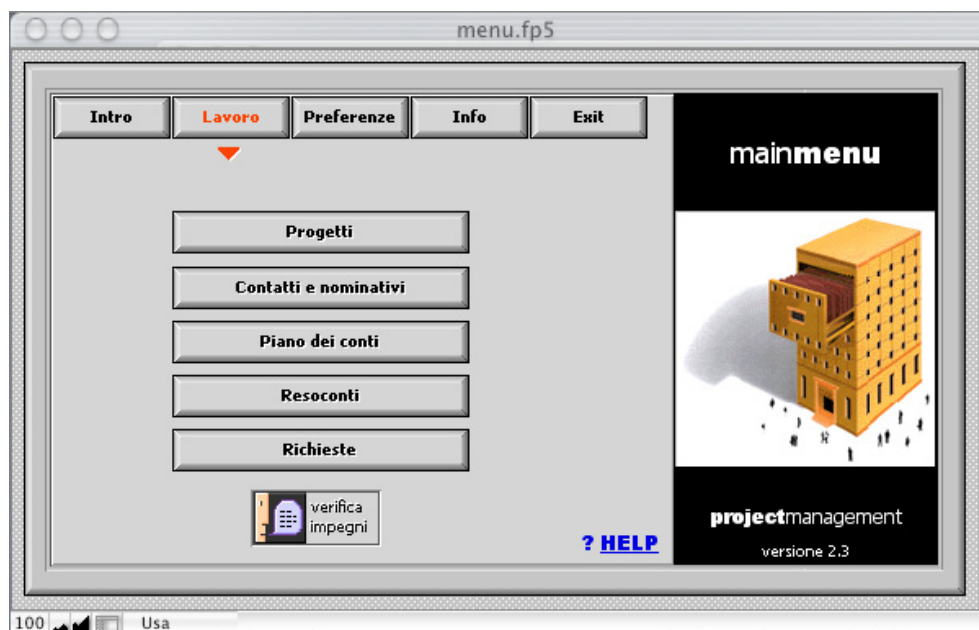 menu.fp5
Intro Lavoro Preferenze Info Exit
mainmenu
Progetti
Contatti e nominativi
Piano dei conti
Resoconti
Richieste
verifica
impegni
? HELP
projectmanagement
versione 2.3
100 Usa